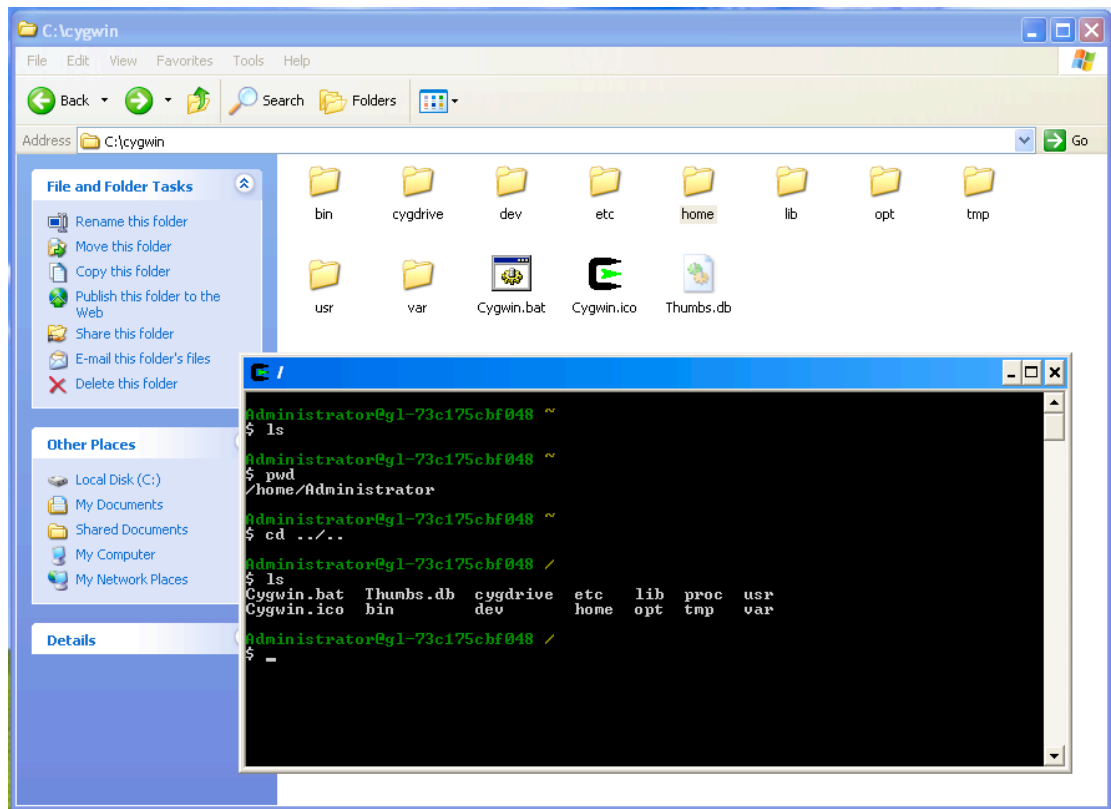 C:\cygwin
File Edit View Favorites Tools Help
Back Search Folders
Address C:\cygwin Go
File and Folder Tasks
Rename this folder
Move this folder
Copy this folder
Publish this folder to the
Web
Share this folder
E-mail this folder's files
Delete this folder
Other Places
Local Disk (C:)
My Documents
Shared Documents
My Computer
My Network Places
Details
bin cygdrive dev etc home lib opt tmp
usr var Cygwin.bat Cygwin.ico Thumbs.db
/
Administrator@gl-73c175cbf048 ~
$ ls
Administrator@gl-73c175cbf048 ~
$ pwd
/home/Administrator
Administrator@gl-73c175cbf048 ~
$ cd ../..
Administrator@gl-73c175cbf048 /
$ ls
Cygwin.bat Thumbs.db cygdrive etc lib proc usr
Cygwin.ico bin dev home opt tmp var
Administrator@gl-73c175cbf048 /
$ _